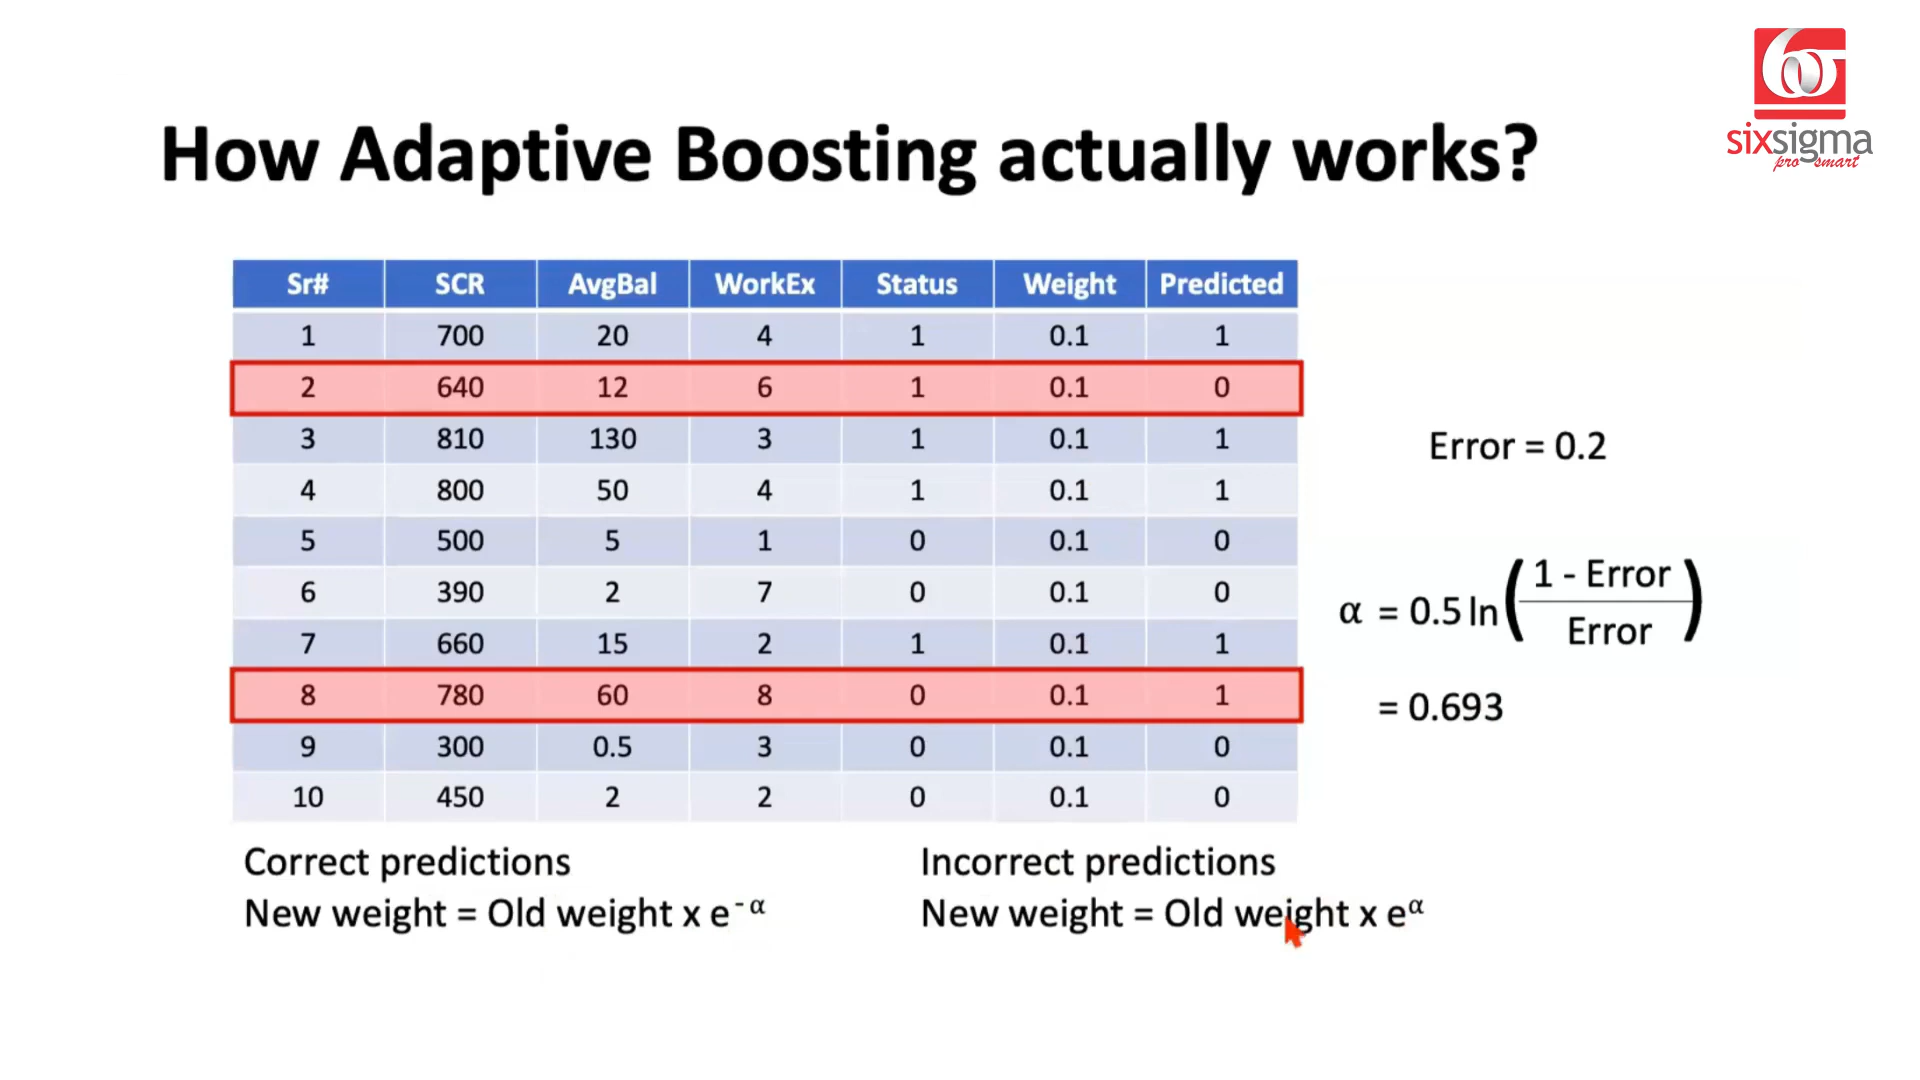 6σ
sixsigma
pro smart
How Adaptive Boosting actually works?
Sr# SCR AvgBal WorkEx Status Weight Predicted
1 700 20 4 1 0.1 1
2 640 12 6 1 0.1 0
3 810 130 3 1 0.1 1
4 800 50 4 1 0.1 1
5 500 5 1 0 0.1 0
6 390 2 7 0 0.1 0
7 660 15 2 1 0.1 1
8 780 60 8 0 0.1 1
9 300 0.5 3 0 0.1 0
10 450 2 2 0 0.1 0
Error = 0.2
α = 0.5 ln ( 1 - Error / Error )
= 0.693
Correct predictions
New weight = Old weight x e^-α
Incorrect predictions
New weight = Old weight x e^α